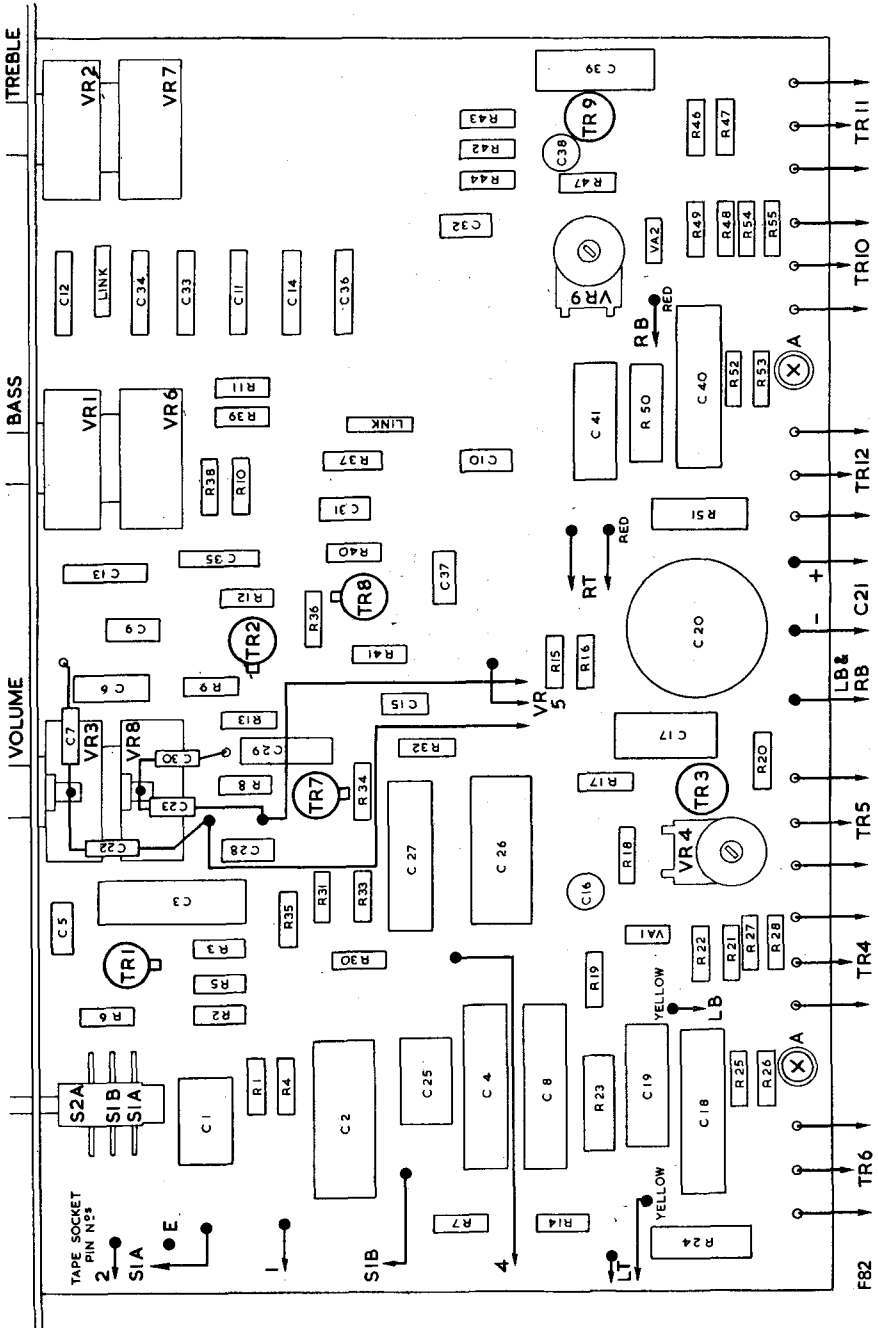 VOLUME
BASS
TREBLE
TAPE SOCKET
PIN Nos
2
S1A
E
1
S1B
4
LT
YELLOW
S2A
S1B
S1A
R6
TR1
C5
C3
C7
VR3
VR8
C22
C23
C30
C6
C9
C13
VR1
VR6
C12
LINK
C34
C33
C11
C14
C36
VR2
VR7
C1
R2
R5
R3
C28
R8
R13
C29
R9
TR2
R12
C35
R38
R10
R39
R11
R1
R4
R35
R31
R33
R30
TR7
R34
R36
TR8
R40
R41
C31
R37
LINK
C2
C25
C27
R32
C15
C37
C10
C32
R44
R42
R43
R7
C4
C26
VR
5
R14
C8
C16
R17
R15
R16
RT
RED
C41
R50
VR9
R47
C38
TR9
C39
R24
R23
C19
R19
VA1
R18
VR4
TR3
C17
C20
R51
RB
RED
C40
VA2
YELLOW
LB
C18
R22
R21
R27
R28
R20
R49
R48
R54
R55
R46
R47
R25
R26
A
R52
R53
A
F82
TR6
TR4
TR5
LB&
RB
-
+
C21
TR12
TR10
TR11